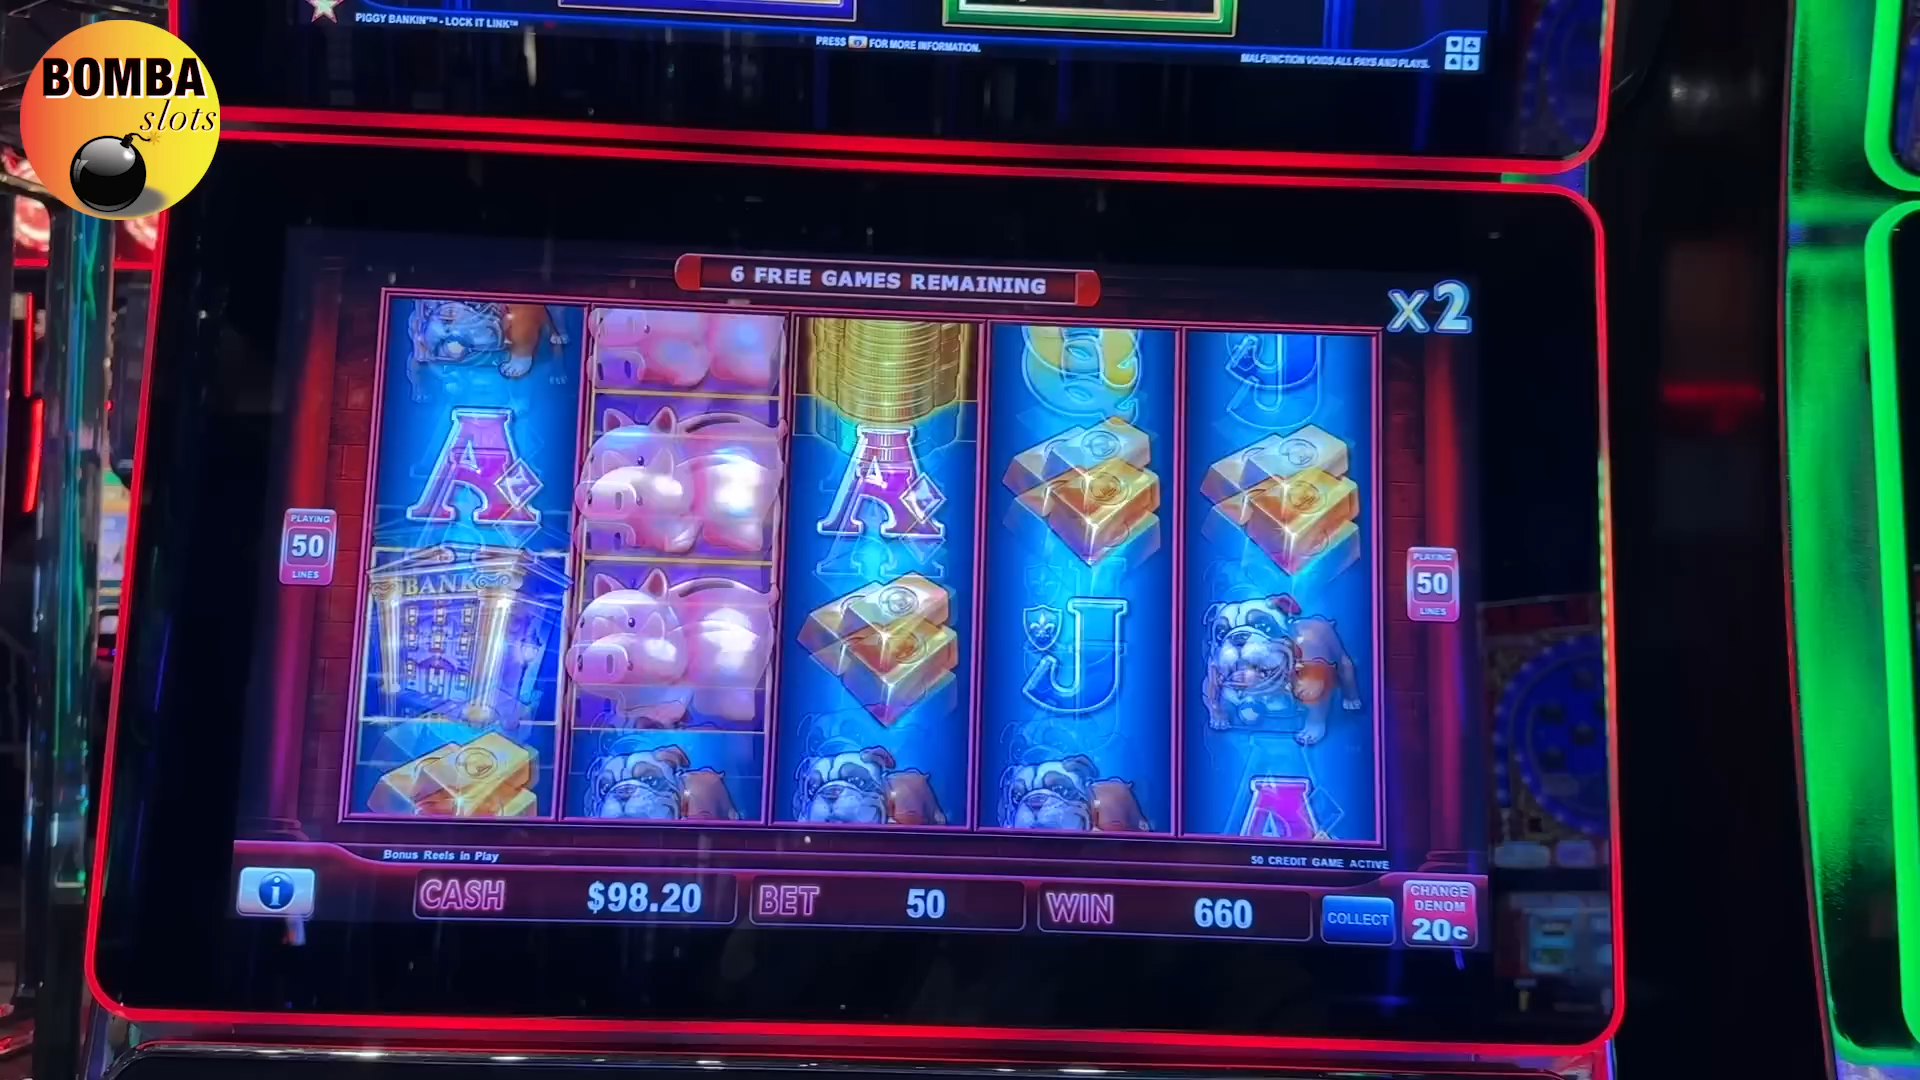 BOMBA
slots
PIGGY BANKIN'™ - LOCK IT LINK™
PRESS i FOR MORE INFORMATION.
MALFUNCTION VOIDS ALL PAYS AND PLAYS.
6 FREE GAMES REMAINING
x2
J
A
A
PLAYING
50
LINES
PLAYING
50
LINES
BANK
J
A
Bonus Reels in Play
50 CREDIT GAME ACTIVE
i
CASH $98.20
BET 50
WIN 660
COLLECT
CHANGE
DENOM
20c